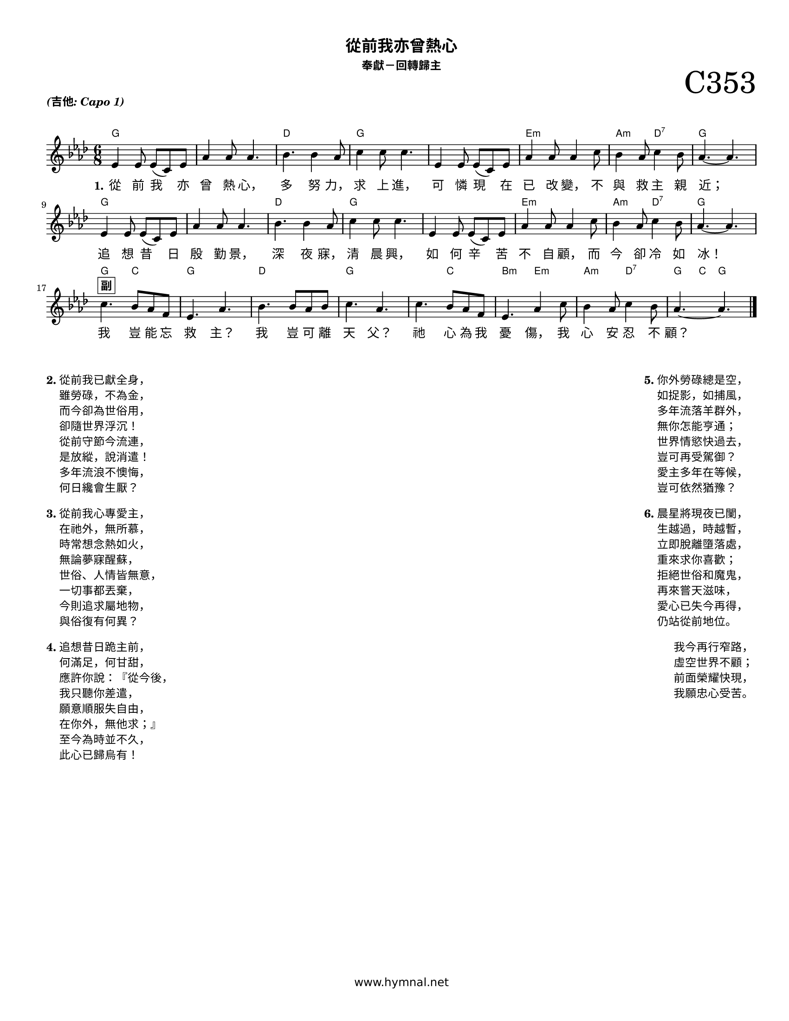 從前我亦曾熱心
奉獻－回轉歸主
C353
(吉他: Capo 1)
G D G Em Am D7 G
1. 從 前 我 亦 曾 熱心， 多 努力，求 上進， 可 憐 現 在 已 改變，不 與 救主 親 近；
9
G D G Em Am D7 G
追 想 昔 日 殷 勤景， 深 夜寐，清 晨興， 如 何 辛 苦 不 自顧，而 今 卻冷 如 冰！
G C G D G C Bm Em Am D7 G C G
17
副
我 豈能忘 救 主？ 我 豈可離 天 父？ 祂 心為我 憂 傷，我 心 安忍 不顧？
2. 從前我已獻全身，
雖勞碌，不為金，
而今卻為世俗用，
卻隨世界浮沉！
從前守節今流連，
是放縱，說消遣！
多年流浪不懊悔，
何日纔會生厭？
3. 從前我心專愛主，
在祂外，無所慕，
時常想念熱如火，
無論夢寐醒蘇，
世俗、人情皆無意，
一切事都丟棄，
今則追求屬地物，
與俗復有何異？
4. 追想昔日跪主前，
何滿足，何甘甜，
應許你說：『從今後，
我只聽你差遣，
願意順服失自由，
在你外，無他求；』
至今為時並不久，
此心已歸烏有！
5. 你外勞碌總是空，
如捉影，如捕風，
多年流落羊群外，
無你怎能亨通；
世界情慾快過去，
豈可再受駕御？
愛主多年在等候，
豈可依然猶豫？
6. 晨星將現夜已闌，
生越過，時越暫，
立即脫離墮落處，
重來求你喜歡；
拒絕世俗和魔鬼，
再來嘗天滋味，
愛心已失今再得，
仍站從前地位。
我今再行窄路，
虛空世界不顧；
前面榮耀快現，
我願忠心受苦。
www.hymnal.net